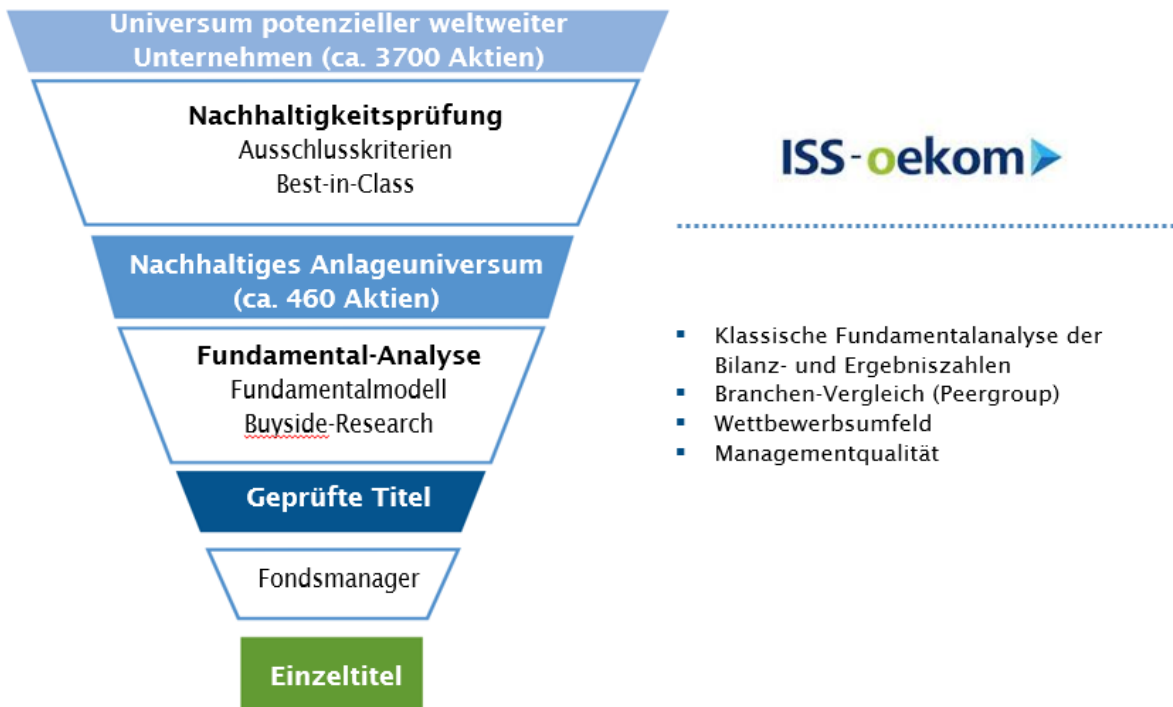 Universum potenzieller weltweiter
Unternehmen (ca. 3700 Aktien)
Nachhaltigkeitsprüfung
Ausschlusskriterien
Best-in-Class
ISS-oekom
Nachhaltiges Anlageuniversum
(ca. 460 Aktien)
Fundamental-Analyse
Fundamentalmodell
Buyside-Research
▪ Klassische Fundamentalanalyse der
Bilanz- und Ergebniszahlen
▪ Branchen-Vergleich (Peergroup)
▪ Wettbewerbsumfeld
▪ Managementqualität
Geprüfte Titel
Fondsmanager
Einzeltitel